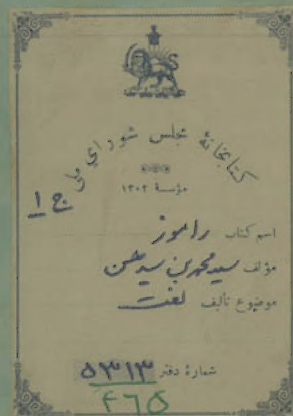 کتابخانهٔ مجلس شورای ملی
مؤسسهٔ ۱۳۰۲
ج ۱
اسم کتاب راموز
مؤلف سید محمد بن سید حسن
موضوع تألیف لغت
شمارهٔ دفتر ۵۳۱۳
۴۶۵